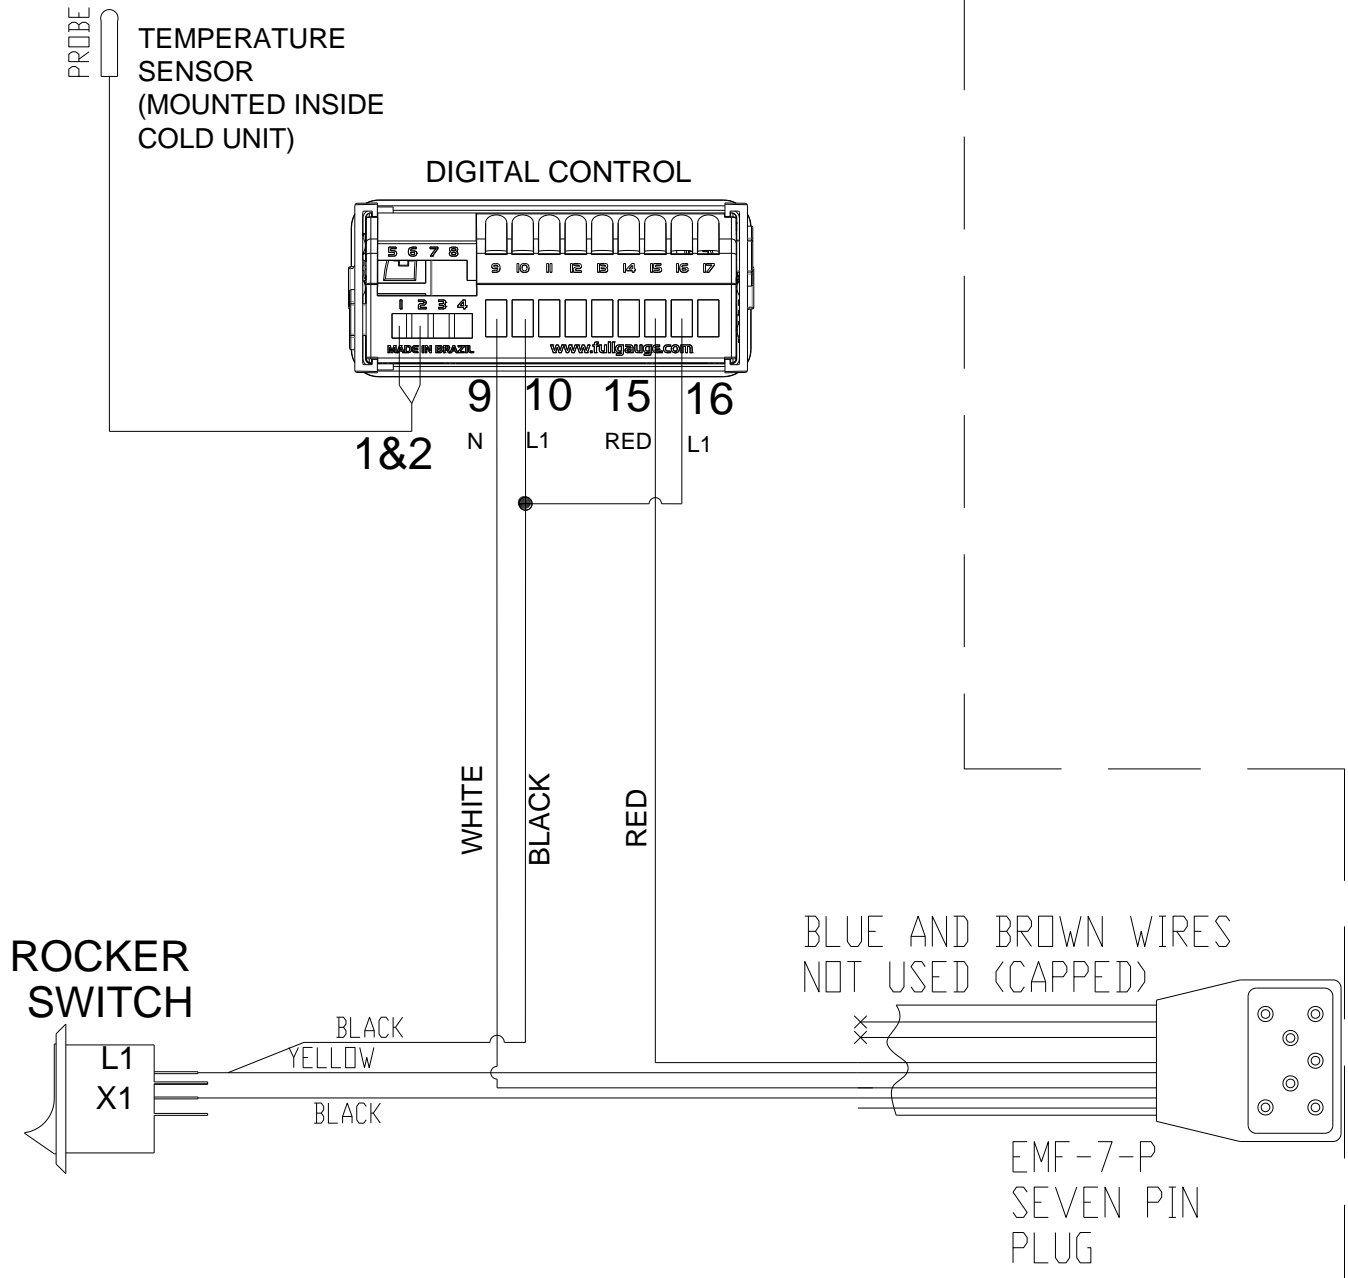 PROBE
TEMPERATURE
SENSOR
(MOUNTED INSIDE
COLD UNIT)
DIGITAL CONTROL
5 6 7 8
9 10 11 12 13 14 15 16 17
1 2 3 4
MADE IN BRAZIL
www.fullgauge.com
9 10 15 16
N L1 RED L1
1&2
WHITE
BLACK
RED
BLUE AND BROWN WIRES
NOT USED (CAPPED)
ROCKER
SWITCH
BLACK
YELLOW
L1
X1
BLACK
EMF-7-P
SEVEN PIN
PLUG